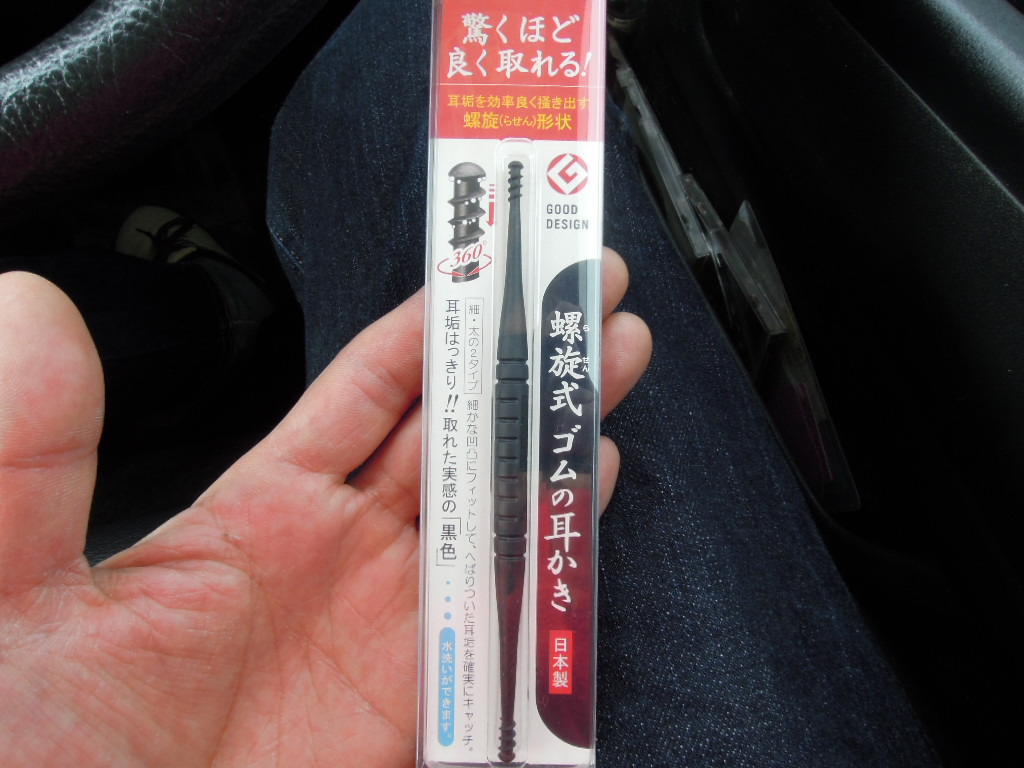 驚くほど
良く取れる!
耳垢を効率良く掻き出す
螺旋(らせん)形状
GOOD
DESIGN
360°
螺旋式 ゴムの耳かき
らせん
日本製
細・太の2タイプ
細かな凹凸にフィットして、へばりついた耳垢を確実にキャッチ。
耳垢はっきり!!取れた実感の「黒色」
水洗いができます。